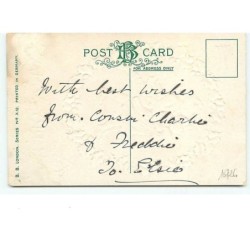 POST B CARD
FOR ADDRESS ONLY
With best wishes
from Cousin Charlie
& Freddie
To Elsie